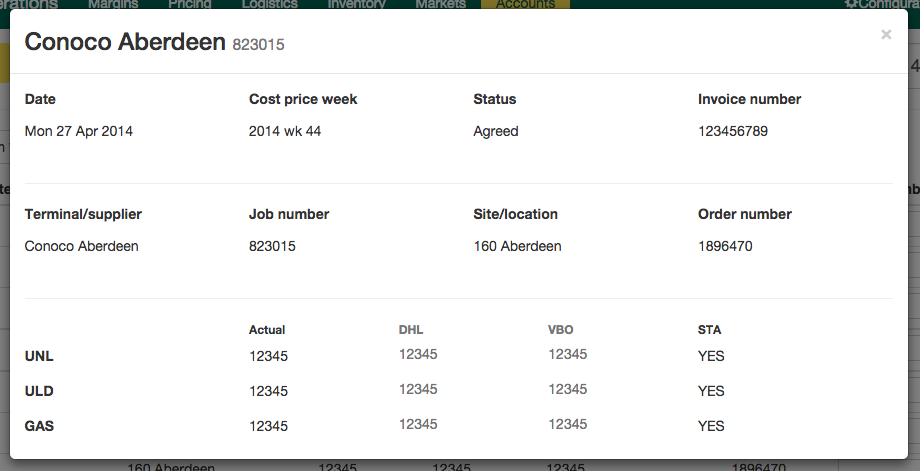 erations Margins Pricing Logistics Inventory Markets Accounts Configura
Conoco Aberdeen 823015 ×
Date Cost price week Status Invoice number
Mon 27 Apr 2014 2014 wk 44 Agreed 123456789
Terminal/supplier Job number Site/location Order number
Conoco Aberdeen 823015 160 Aberdeen 1896470
Actual DHL VBO STA
UNL 12345 12345 12345 YES
ULD 12345 12345 12345 YES
GAS 12345 12345 12345 YES
160 Aberdeen 12345 12345 12345 1896470